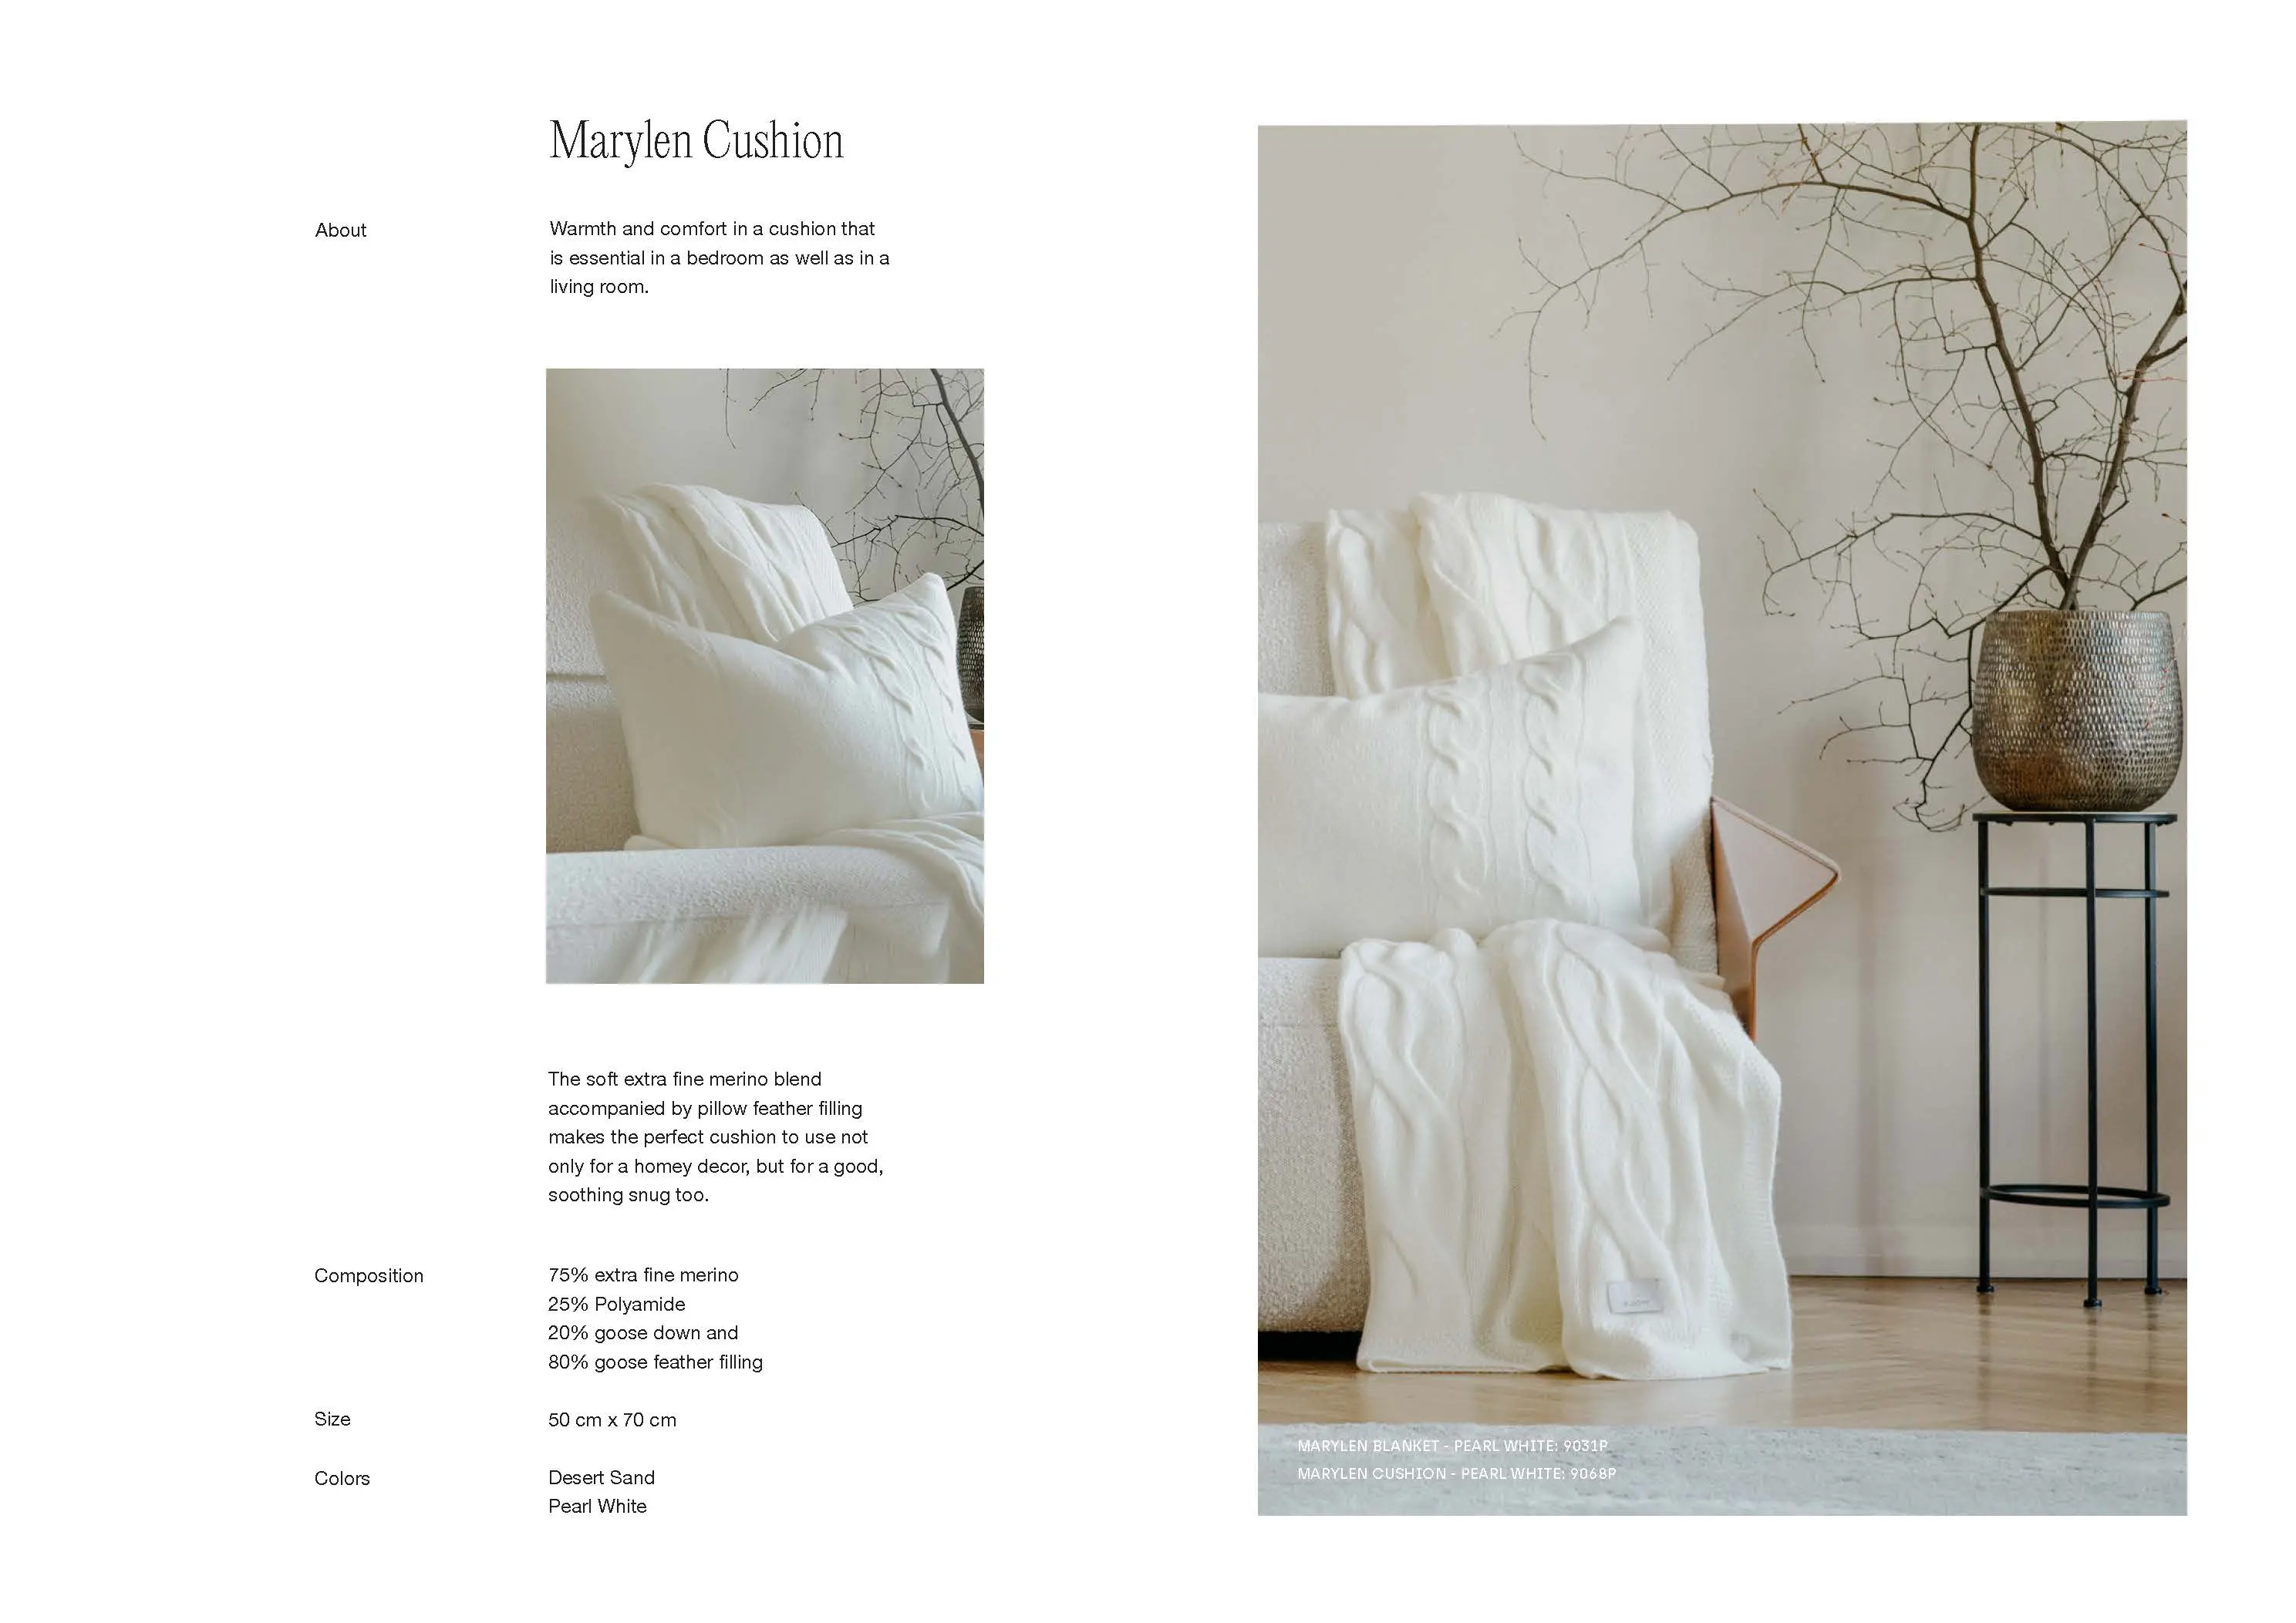 Marylen Cushion
About
Warmth and comfort in a cushion that
is essential in a bedroom as well as in a
living room.
The soft extra fine merino blend
accompanied by pillow feather filling
makes the perfect cushion to use not
only for a homey decor, but for a good,
soothing snug too.
Composition
75% extra fine merino
25% Polyamide
20% goose down and
80% goose feather filling
Size
50 cm x 70 cm
Colors
Desert Sand
Pearl White
MARYLEN BLANKET - PEARL WHITE: 9031P
MARYLEN CUSHION - PEARL WHITE: 9068P